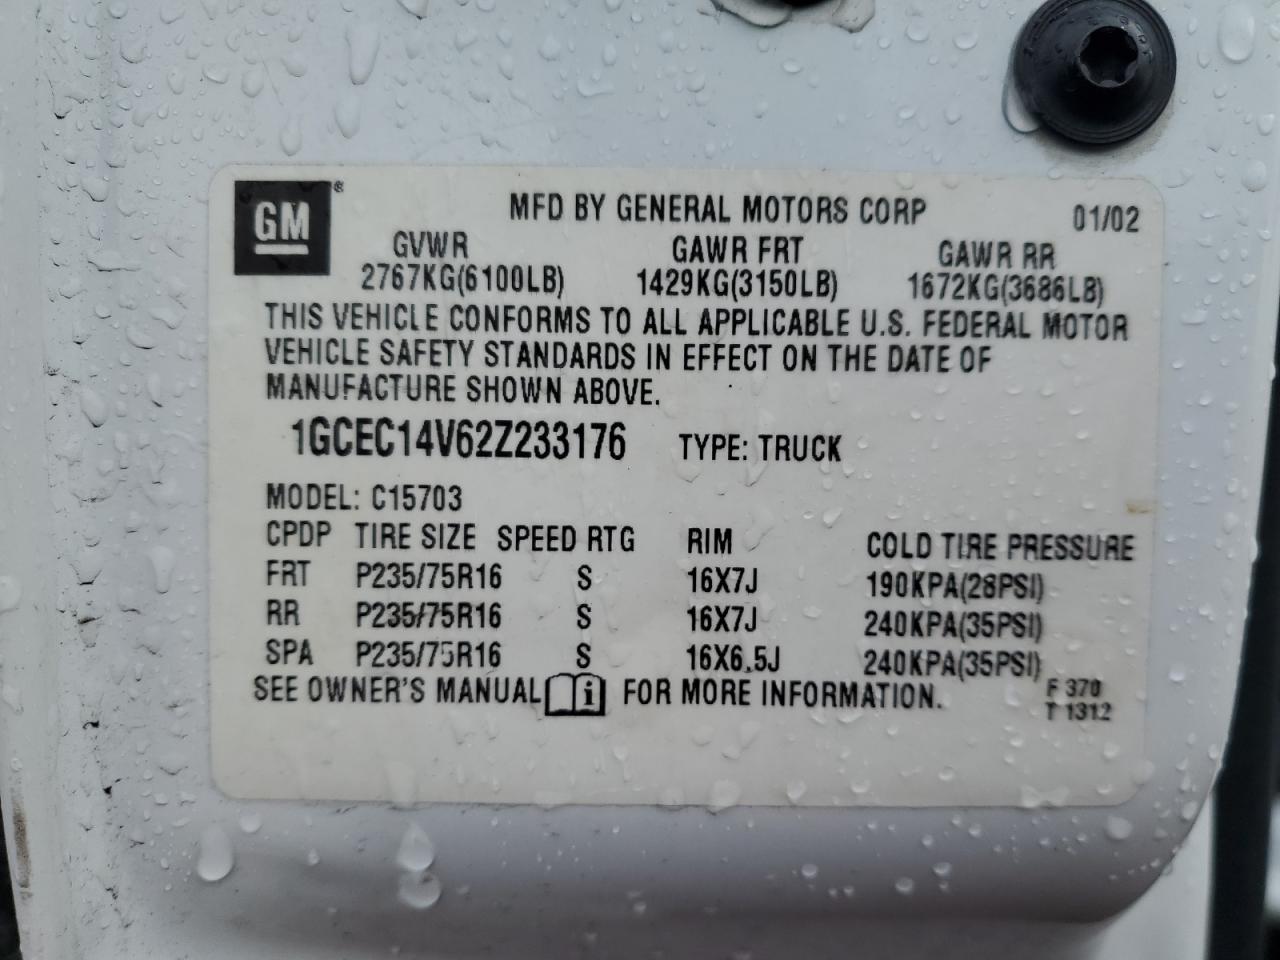 GM ®
MFD BY GENERAL MOTORS CORP 01/02
GVWR GAWR FRT GAWR RR
2767KG(6100LB) 1429KG(3150LB) 1672KG(3686LB)
THIS VEHICLE CONFORMS TO ALL APPLICABLE U.S. FEDERAL MOTOR
VEHICLE SAFETY STANDARDS IN EFFECT ON THE DATE OF
MANUFACTURE SHOWN ABOVE.
1GCEC14V62Z233176 TYPE: TRUCK
MODEL: C15703
CPDP TIRE SIZE SPEED RTG RIM COLD TIRE PRESSURE
FRT P235/75R16 S 16X7J 190KPA(28PSI)
RR P235/75R16 S 16X7J 240KPA(35PSI)
SPA P235/75R16 S 16X6.5J 240KPA(35PSI)
SEE OWNER'S MANUAL i FOR MORE INFORMATION.
F 370
T 1312